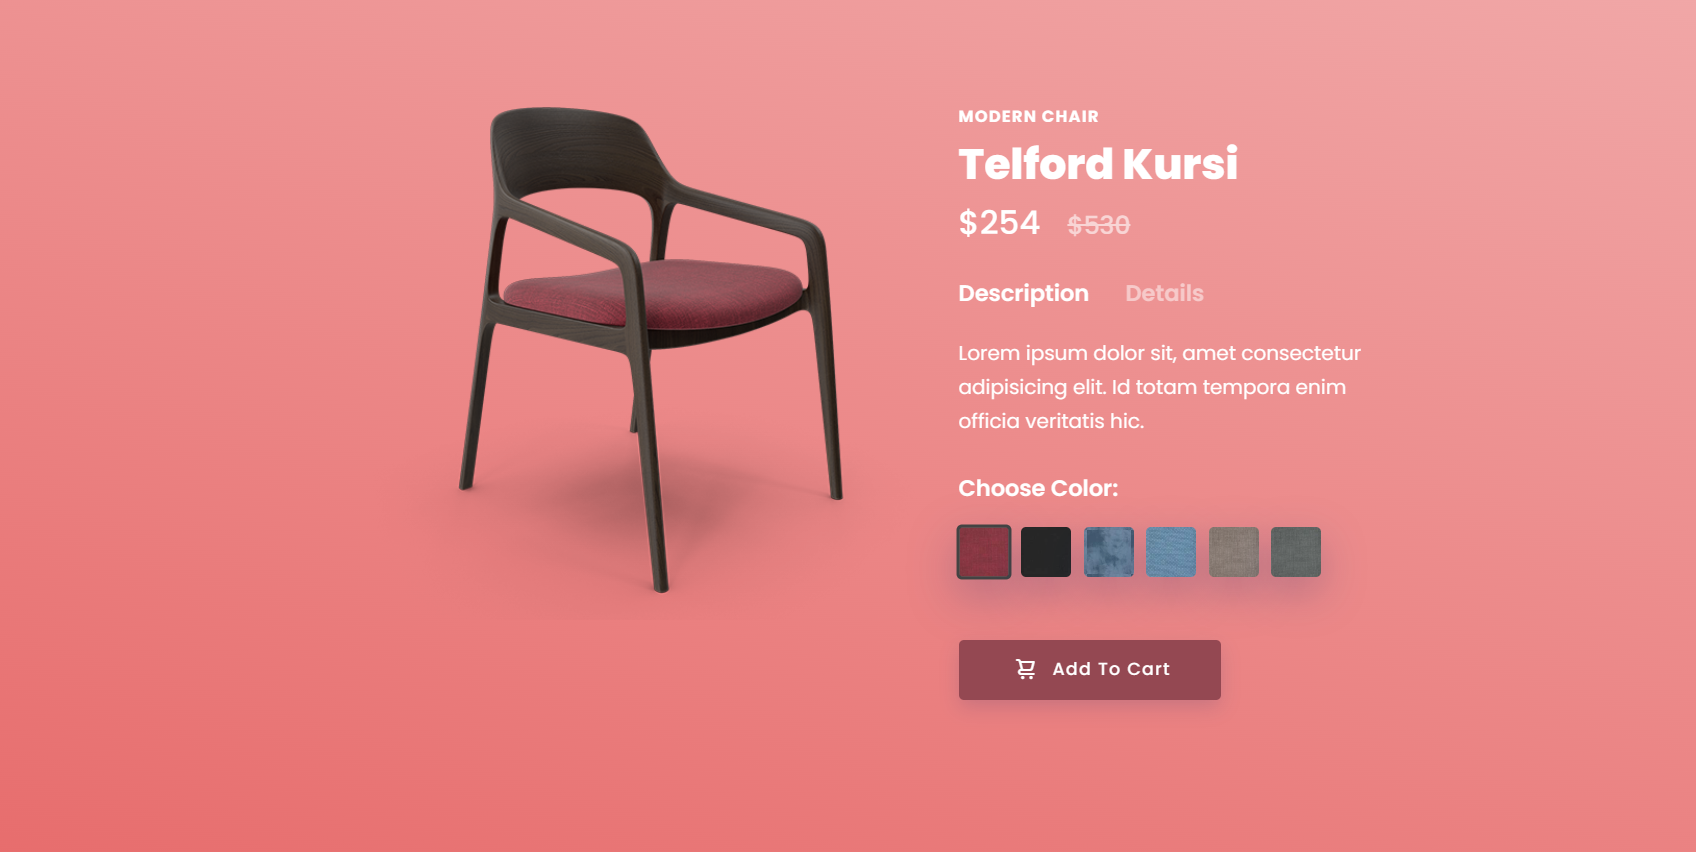 MODERN CHAIR
Telford Kursi
$254 $530
Description Details
Lorem ipsum dolor sit, amet consectetur
adipisicing elit. Id totam tempora enim
officia veritatis hic.
Choose Color:
Add To Cart